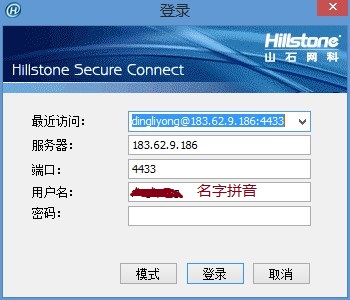 登录
Hillstone
山石网科
Hillstone Secure Connect
最近访问: dingliyong@183.62.9.186:4433
服务器: 183.62.9.186
端口: 4433
用户名: 名字拼音
密码:
模式 登录 取消